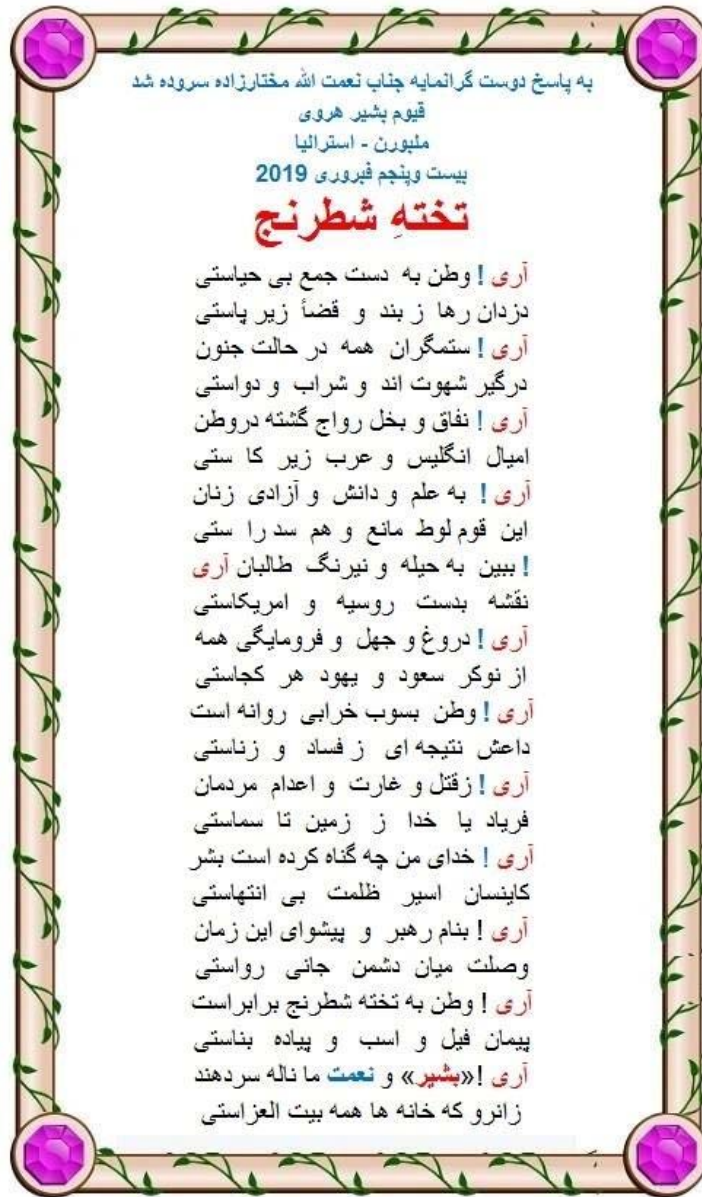 به پاسخ دوست گرانمایه جناب نعمت الله مختارزاده سروده شد
قیوم بشیر هروی
ملبورن - استرالیا
بیست وپنجم فبروری 2019
تختهِ شطرنج
آری ! وطن به دست جمع بی حیاستی
دزدان رها ز بند و قضأ زیر پاستی
آری ! ستمگران همه در حالت جنون
درگیر شهوت اند و شراب و دواستی
آری ! نفاق و بخل رواج گشته دروطن
امیال انگلیس و عرب زیر کا ستی
آری ! به علم و دانش و آزادی زنان
این قوم لوط مانع و هم سد را ستی
! ببین به حیله و نیرنگ طالبان آری
نقشه بدست روسیه و امریکاستی
آری ! دروغ و جهل و فرومایگی همه
از نوکر سعود و یهود هر کجاستی
آری ! وطن بسوب خرابی روانه است
داعش نتیجه ای ز فساد و زناستی
آری ! زقتل و غارت و اعدام مردمان
فریاد یا خدا ز زمین تا سماستی
آری ! خدای من چه گناه کرده است بشر
کاینسان اسیر ظلمت بی انتهاستی
آری ! بنام رهبر و پیشوای این زمان
وصلت میان دشمن جانی رواستی
آری ! وطن به تخته شطرنج برابراست
پیمان فیل و اسب و پیاده بناستی
آری !«بشیر» و نعمت ما ناله سردهند
زانرو که خانه ها همه بیت العزاستی